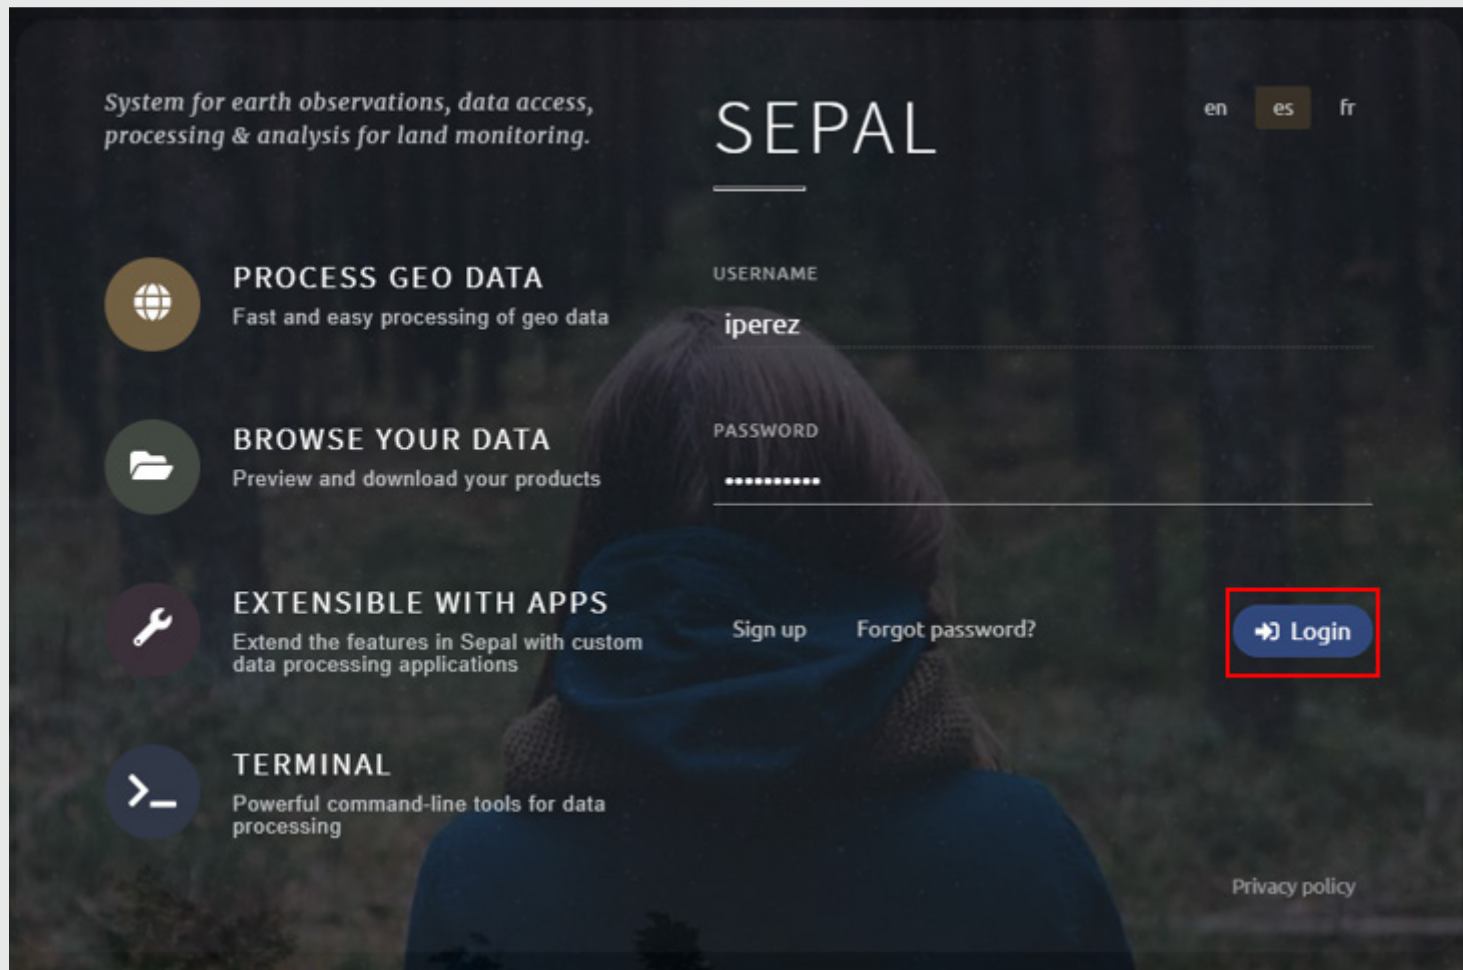 System for earth observations, data access,
processing & analysis for land monitoring.
SEPAL
en es fr
PROCESS GEO DATA
Fast and easy processing of geo data
BROWSE YOUR DATA
Preview and download your products
EXTENSIBLE WITH APPS
Extend the features in Sepal with custom
data processing applications
TERMINAL
Powerful command-line tools for data
processing
USERNAME
iperez
PASSWORD
••••••••••
Sign up Forgot password? Login
Privacy policy